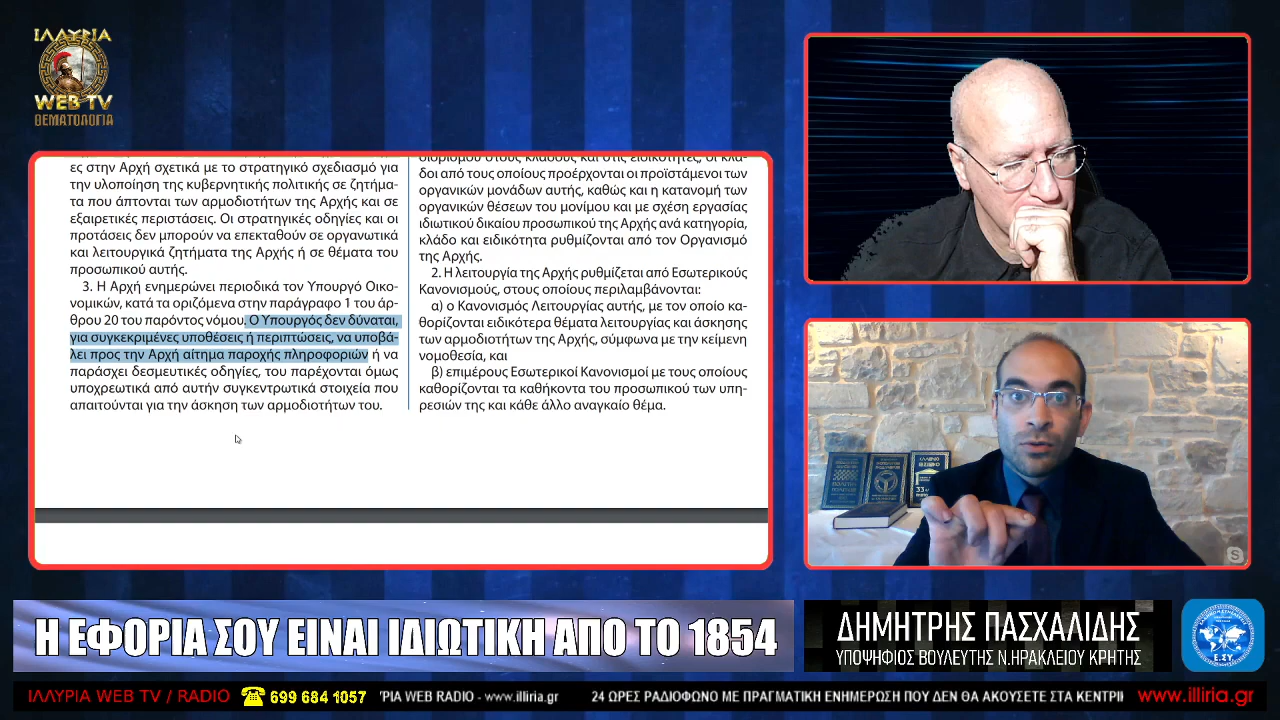 ΙΛΛΥΡΙΑ
WEB TV
ΘΕΜΑΤΟΛΟΓΙΑ
ες στην Αρχή σχετικά με το στρατηγικό σχεδιασμό για
την υλοποίηση της κυβερνητικής πολιτικής σε ζητήμα-
τα που άπτονται των αρμοδιοτήτων της Αρχής και σε
εξαιρετικές περιστάσεις. Οι στρατηγικές οδηγίες και οι
προτάσεις δεν μπορούν να επεκταθούν σε οργανωτικά
και λειτουργικά ζητήματα της Αρχής ή σε θέματα του
προσωπικού αυτής.
3. Η Αρχή ενημερώνει περιοδικά τον Υπουργό Οικο-
νομικών, κατά τα οριζόμενα στην παράγραφο 1 του άρ-
θρου 20 του παρόντος νόμου. Ο Υπουργός δεν δύναται,
για συγκεκριμένες υποθέσεις ή περιπτώσεις, να υποβά-
λει προς την Αρχή αίτημα παροχής πληροφοριών ή να
παράσχει δεσμευτικές οδηγίες, του παρέχονται όμως
υποχρεωτικά από αυτήν συγκεντρωτικά στοιχεία που
απαιτούνται για την άσκηση των αρμοδιοτήτων του.
διορισμού στους κλάδους και στις ειδικότητες, οι κλά-
δοι από τους οποίους προέρχονται οι προϊστάμενοι των
οργανικών μονάδων αυτής, καθώς και η κατανομή των
οργανικών θέσεων του μονίμου και με σχέση εργασίας
ιδιωτικού δικαίου προσωπικού της Αρχής ανά κατηγορία,
κλάδο και ειδικότητα ρυθμίζονται από τον Οργανισμό
της Αρχής.
2. Η λειτουργία της Αρχής ρυθμίζεται από Εσωτερικούς
Κανονισμούς, στους οποίους περιλαμβάνονται:
α) ο Κανονισμός Λειτουργίας αυτής, με τον οποίο κα-
θορίζονται ειδικότερα θέματα λειτουργίας και άσκησης
των αρμοδιοτήτων της Αρχής, σύμφωνα με την κείμενη
νομοθεσία, και
β) επιμέρους Εσωτερικοί Κανονισμοί με τους οποίους
καθορίζονται τα καθήκοντα του προσωπικού των υπη-
ρεσιών της και κάθε άλλο αναγκαίο θέμα.
Η ΕΦΟΡΙΑ ΣΟΥ ΕΙΝΑΙ ΙΔΙΩΤΙΚΗ ΑΠΟ ΤΟ 1854
ΔΗΜΗΤΡΗΣ ΠΑΣΧΑΛΙΔΗΣ
ΥΠΟΨΗΦΙΟΣ ΒΟΥΛΕΥΤΗΣ Ν.ΗΡΑΚΛΕΙΟΥ ΚΡΗΤΗΣ
Ε.ΣΥ.
ΙΛΛΥΡΙΑ WEB TV / RADIO 699 684 1057 ΡΙΑ WEB RADIO - www.illiria.gr 24 ΩΡΕΣ ΡΑΔΙΟΦΩΝΟ ΜΕ ΠΡΑΓΜΑΤΙΚΗ ΕΝΗΜΕΡΩΣΗ ΠΟΥ ΔΕΝ ΘΑ ΑΚΟΥΣΕΤΕ ΣΤΑ ΚΕΝΤΡΙ www.illiria.gr